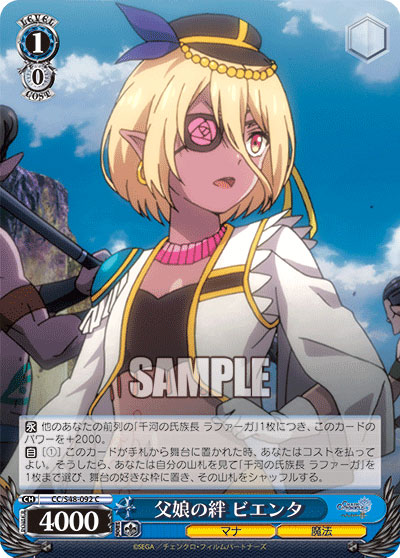 LEVEL
1
0
COST
SAMPLE
永 他のあなたの前列の「千河の氏族長 ラファーガ」1枚につき、このカードの
パワーを+2000。
自 [①] このカードが手札から舞台に置かれた時、あなたはコストを払って
よい。そうしたら、あなたは自分の山札を見て「千河の氏族長 ラファーガ」を
1枚まで選び、舞台の好きな枠に置き、その山札をシャッフルする。
CH CC/S48-092 C
4000
父娘の絆 ビエンタ
マナ 魔法
©SEGA/チェンクロ・フィルムパートナーズ